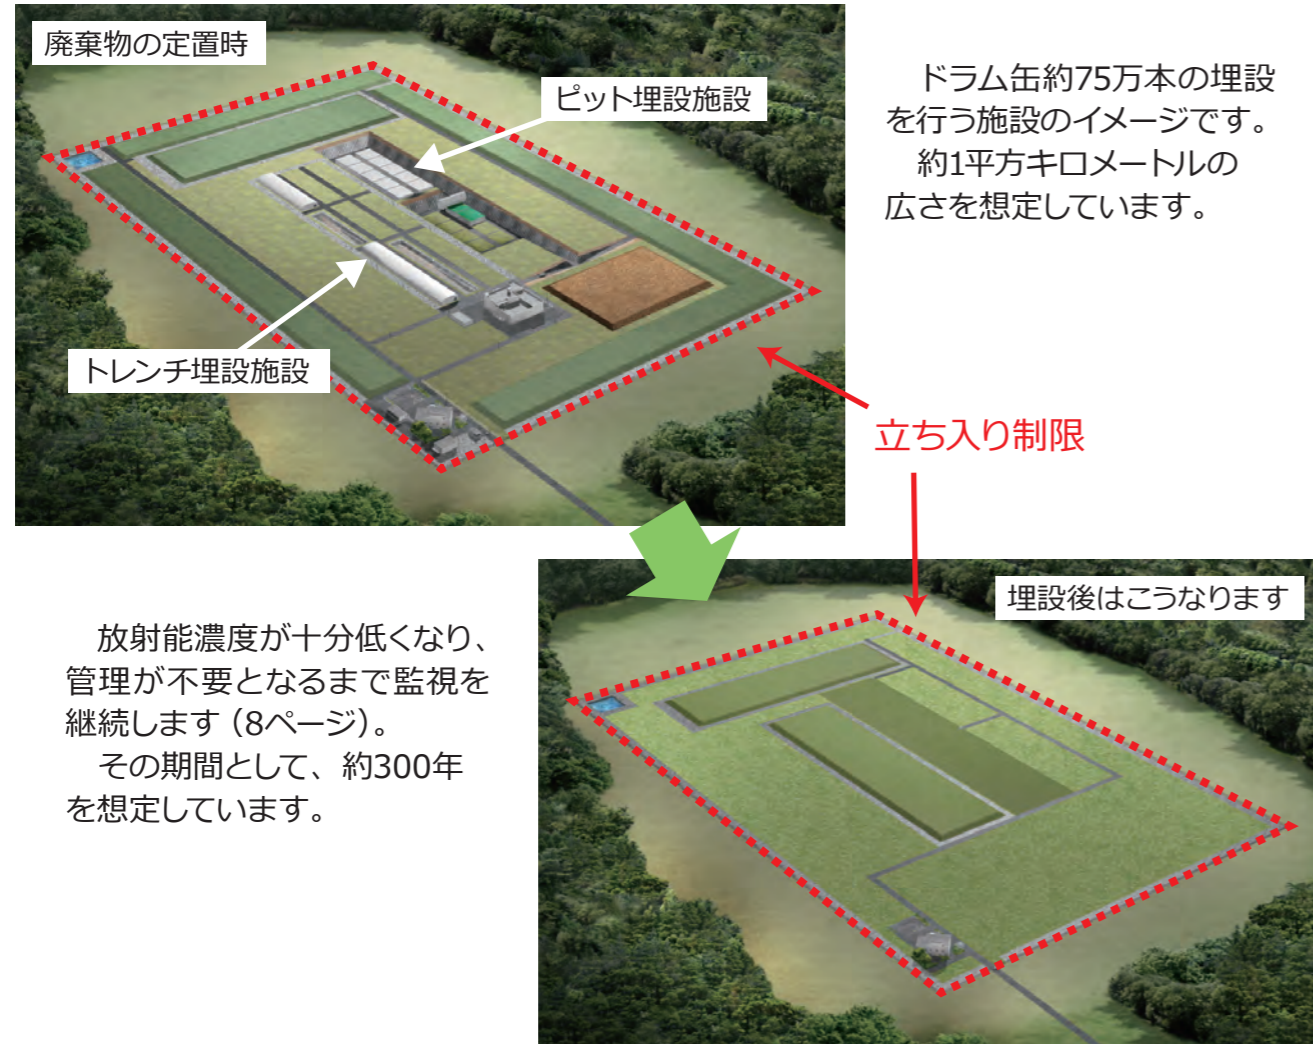 廃棄物の定置時
ピット埋設施設
トレンチ埋設施設
ドラム缶約75万本の埋設
を行う施設のイメージです。
約1平方キロメートルの
広さを想定しています。
立ち入り制限
埋設後はこうなります
放射能濃度が十分低くなり、
管理が不要となるまで監視を
継続します（8ページ）。
その期間として、約300年
を想定しています。